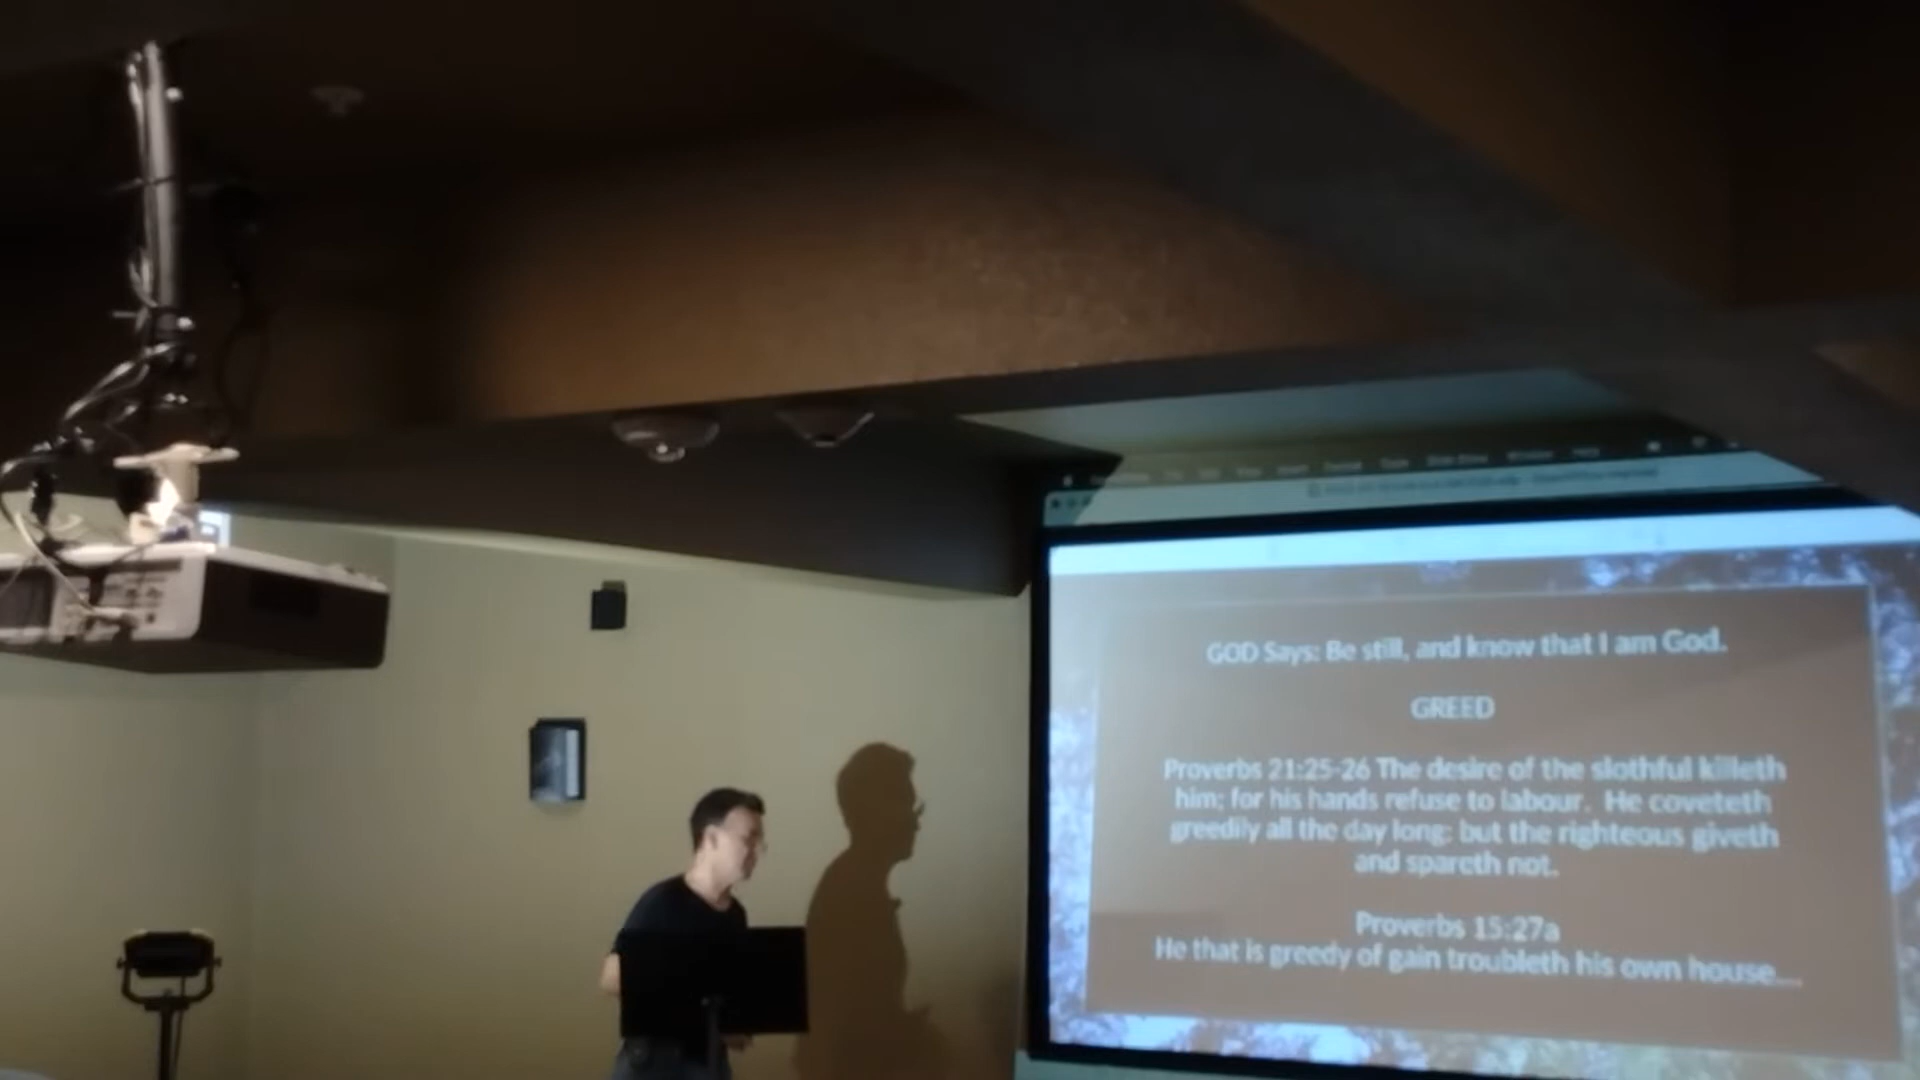 GOD Says: Be still, and know that I am God.
GREED
Proverbs 21:25-26 The desire of the slothful killeth
him; for his hands refuse to labour. He coveteth
greedily all the day long: but the righteous giveth
and spareth not.
Proverbs 15:27a
He that is greedy of gain troubleth his own house....